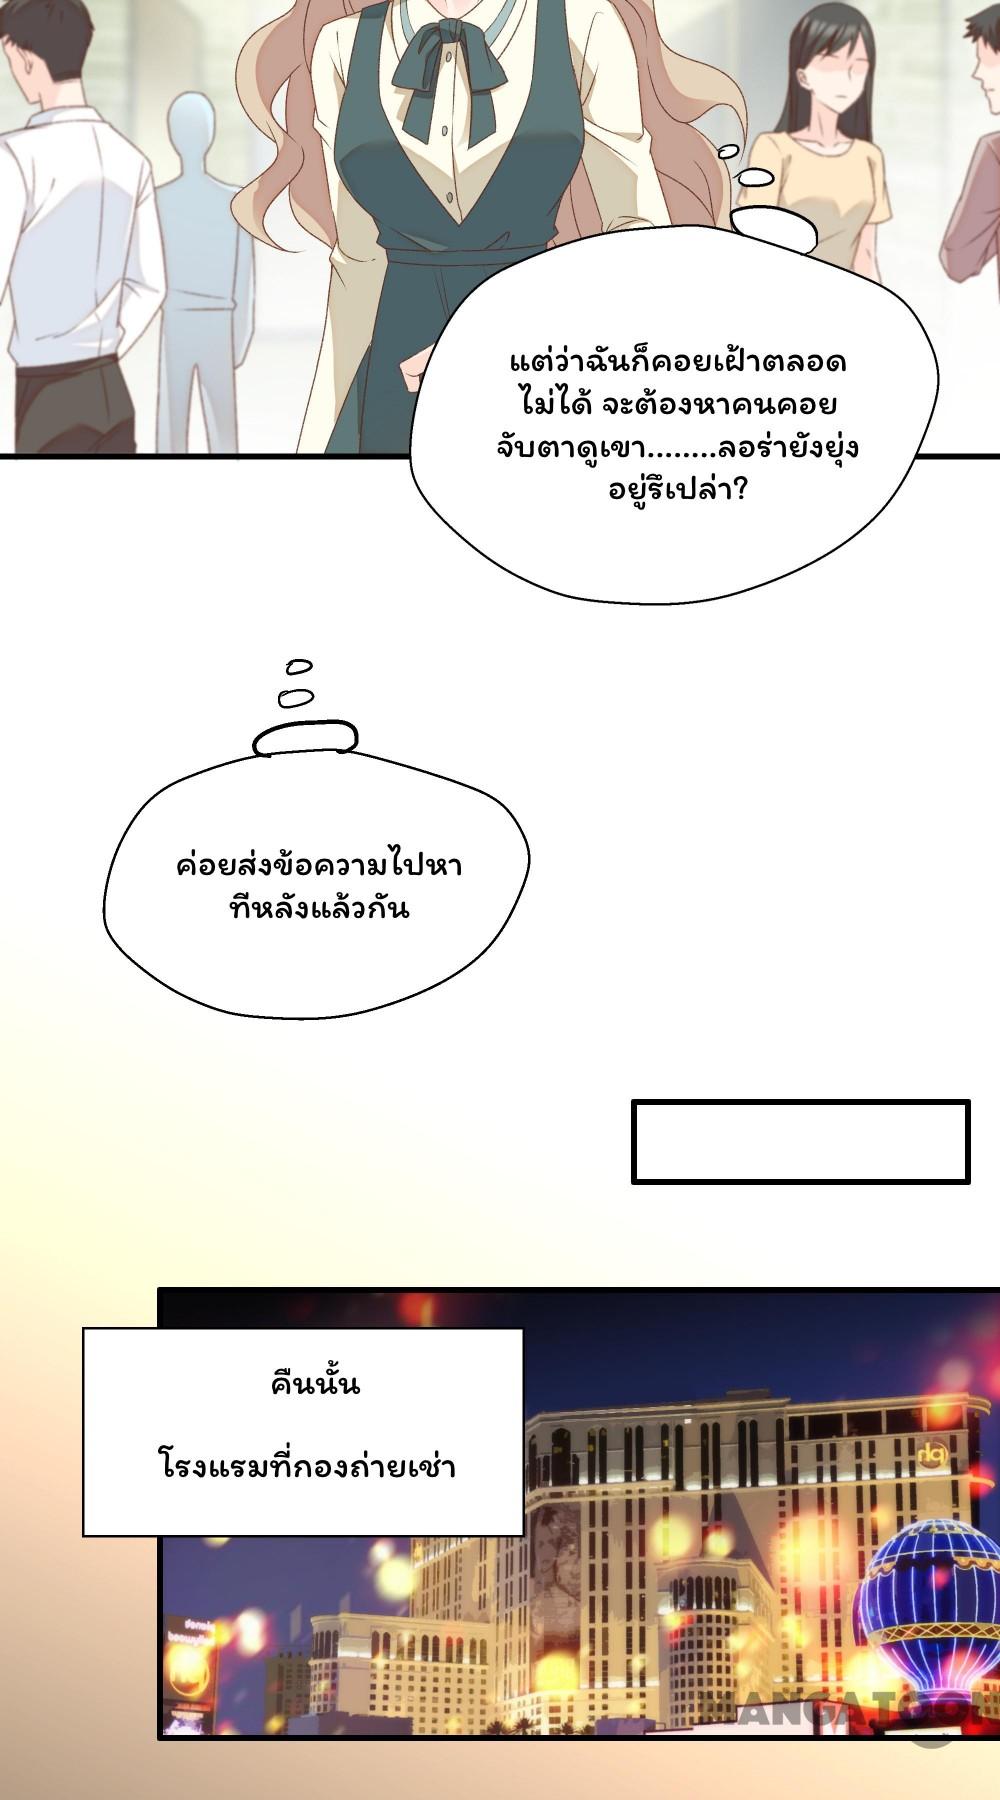 แต่ว่าฉันก็คอยเฝ้าตลอด
ไม่ได้ จะต้องหาคนคอย
จับตาดูเขา........ลอร่ายังยุ่ง
อยู่รึเปล่า?
ค่อยส่งข้อความไปหา
ทีหลังแล้วกัน
คืนนั้น
โรงแรมที่กองถ่ายเช่า
MANGATOON